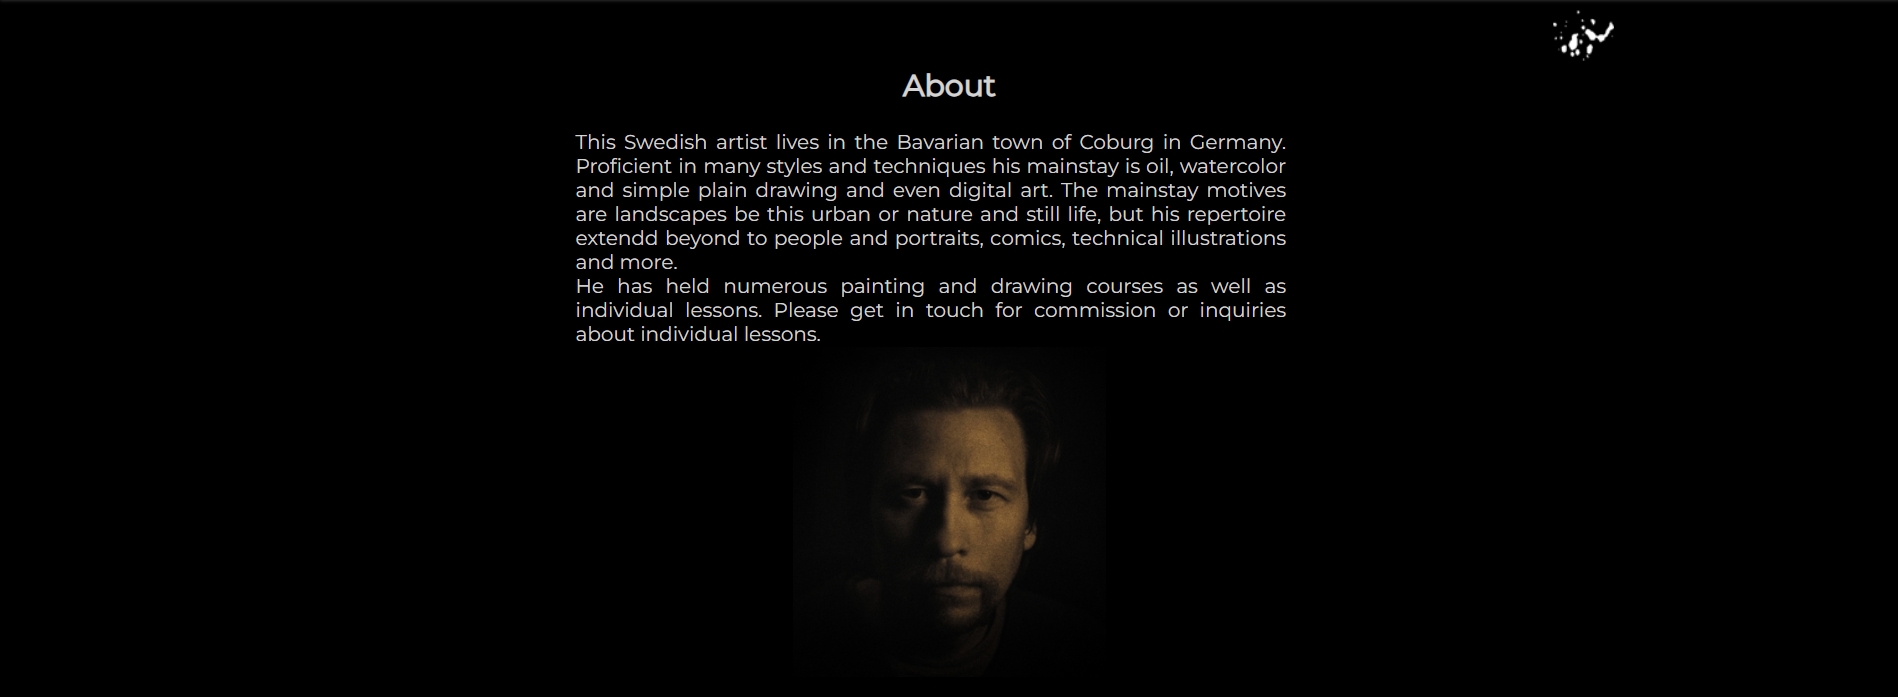 About
This Swedish artist lives in the Bavarian town of Coburg in Germany.
Proficient in many styles and techniques his mainstay is oil, watercolor
and simple plain drawing and even digital art. The mainstay motives
are landscapes be this urban or nature and still life, but his repertoire
extendd beyond to people and portraits, comics, technical illustrations
and more.
He has held numerous painting and drawing courses as well as
individual lessons. Please get in touch for commission or inquiries
about individual lessons.